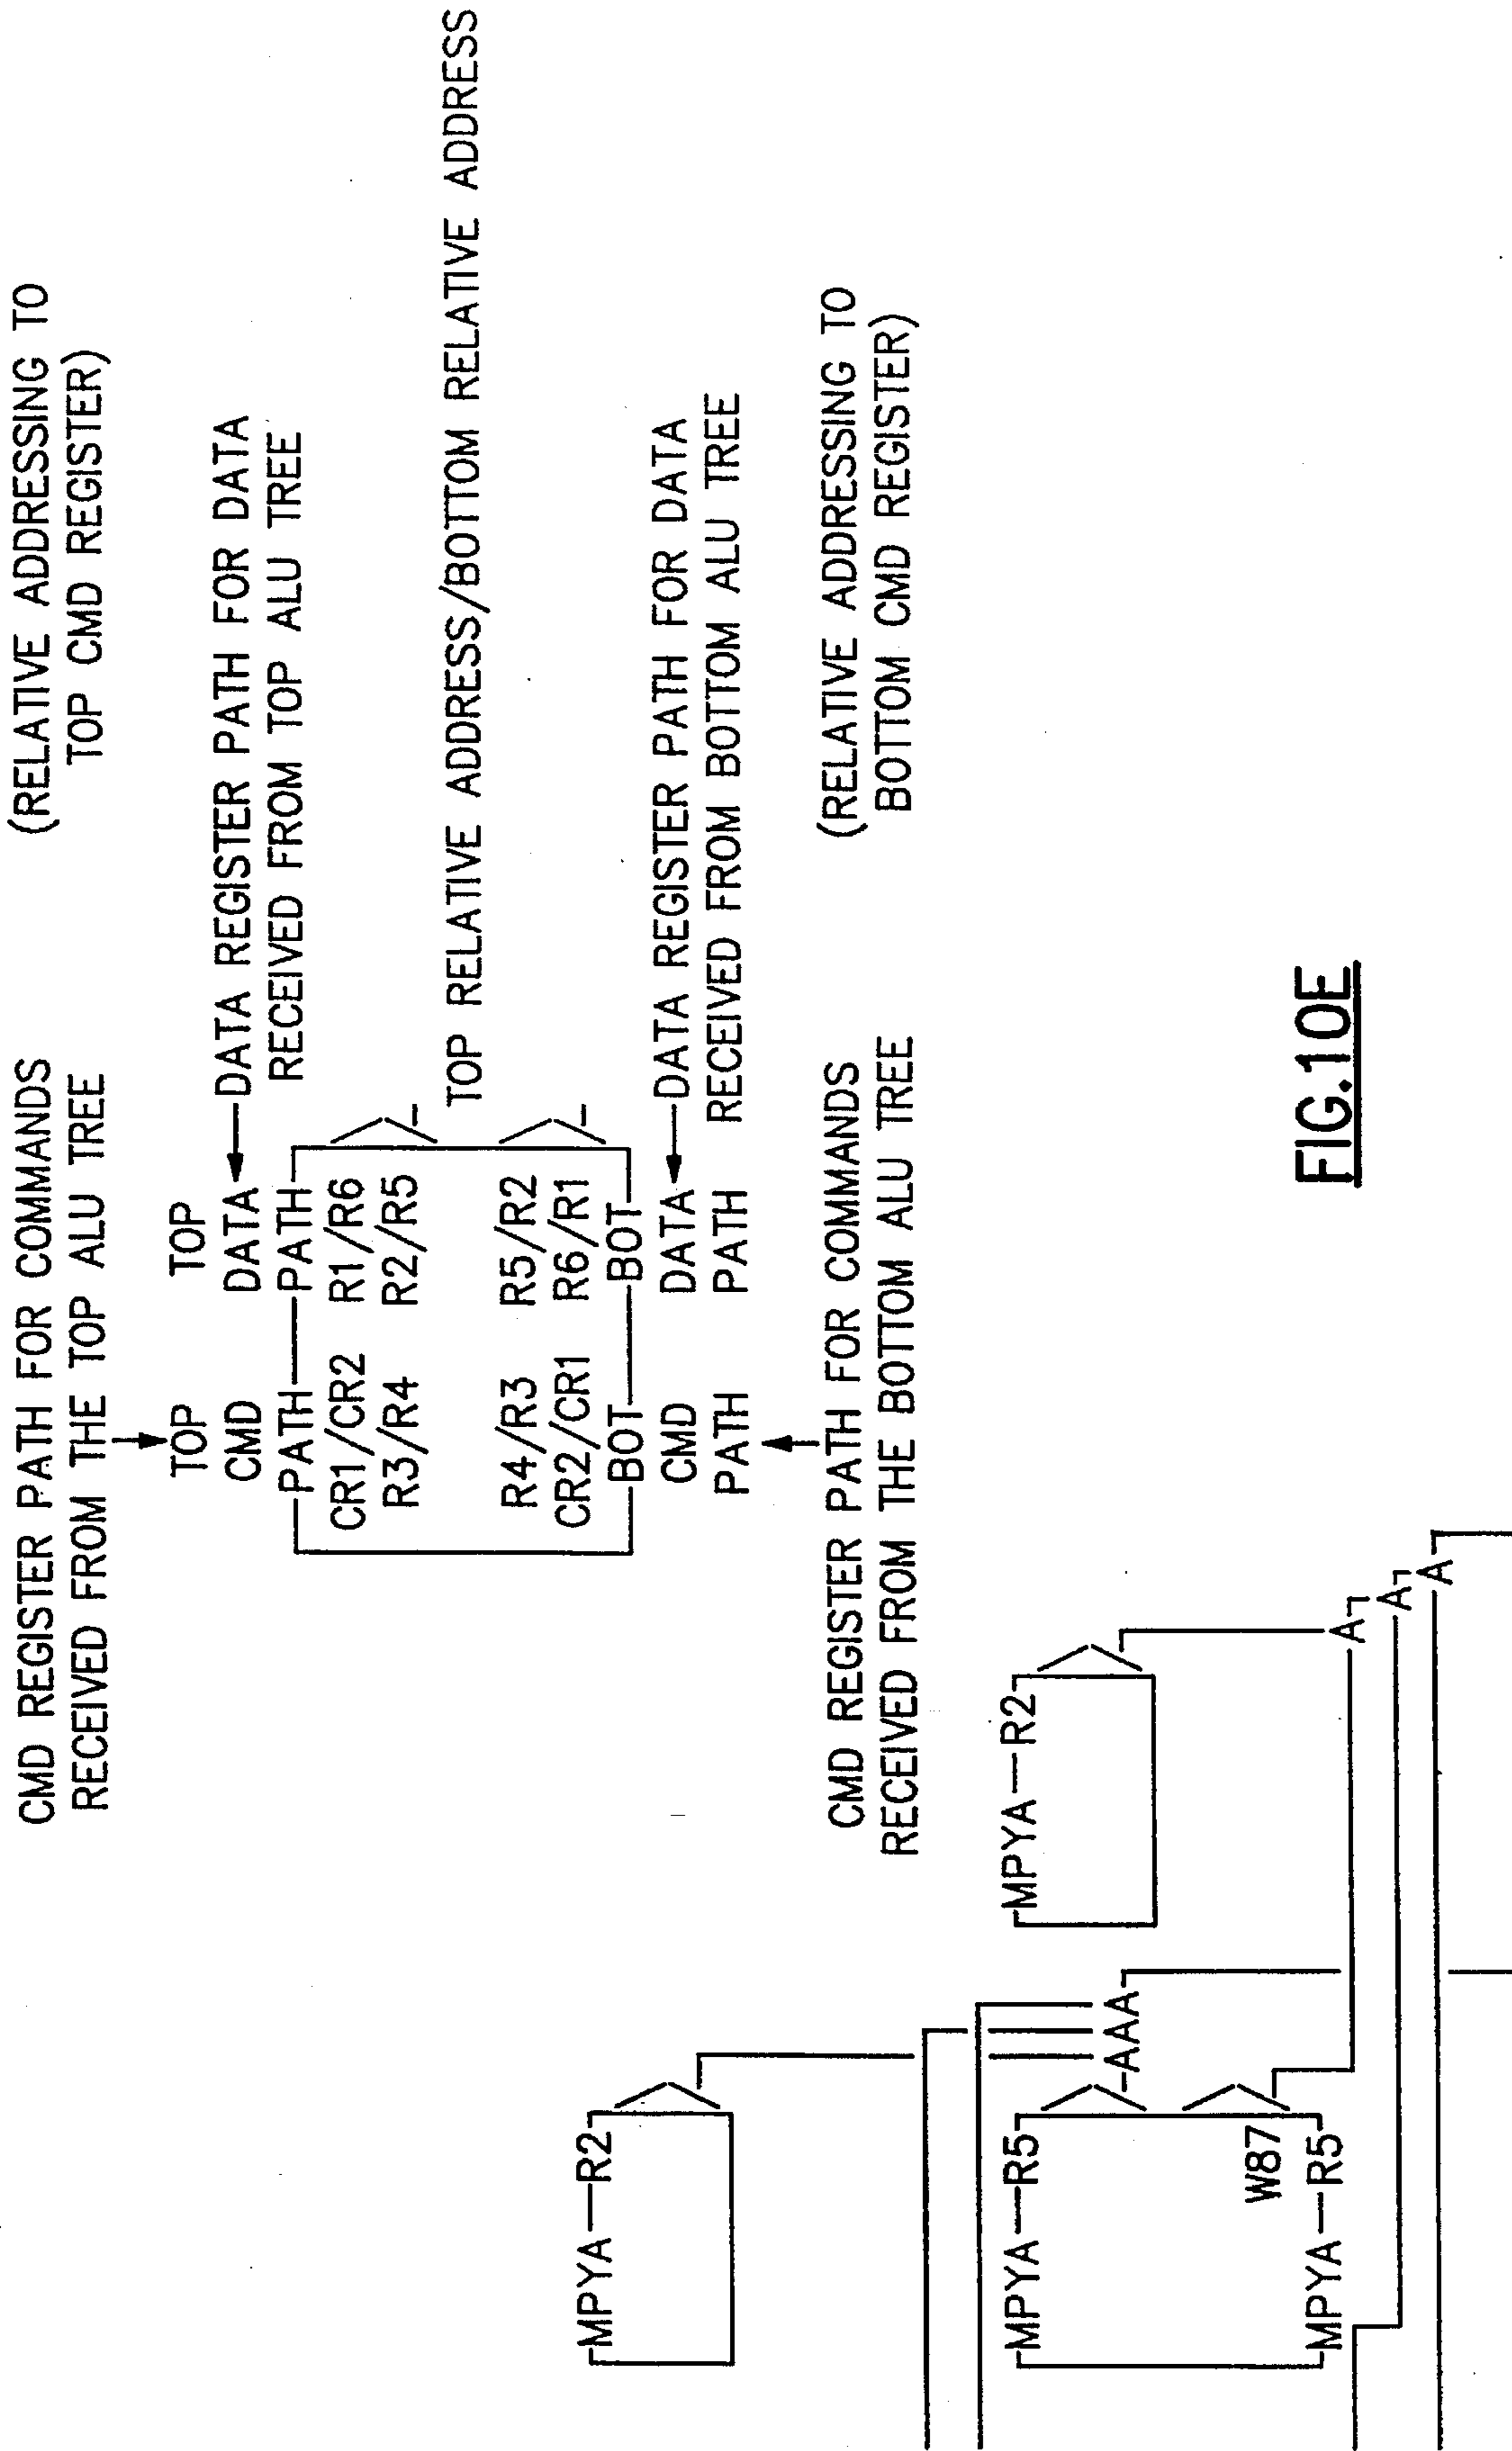 CMD REGISTER PATH FOR COMMANDS
RECEIVED FROM THE TOP ALU TREE
(RELATIVE ADDRESSING TO
TOP CMD REGISTER)
TOP TOP
CMD DATA
PATH PATH
DATA REGISTER PATH FOR DATA
RECEIVED FROM TOP ALU TREE
CR1/CR2 R1/R6
R3/R4 R2/R5
TOP RELATIVE ADDRESS/BOTTOM RELATIVE ADDRESS
R4/R3 R5/R2
CR2/CR1 R6/R1
BOT BOT
CMD DATA
PATH PATH
DATA REGISTER PATH FOR DATA
RECEIVED FROM BOTTOM ALU TREE
CMD REGISTER PATH FOR COMMANDS
RECEIVED FROM THE BOTTOM ALU TREE
(RELATIVE ADDRESSING TO
BOTTOM CMD REGISTER)
MPYA R2
MPYA R2
MPYA R5
AAA
W87
MPYA R5
A
A
A
FIG.10E